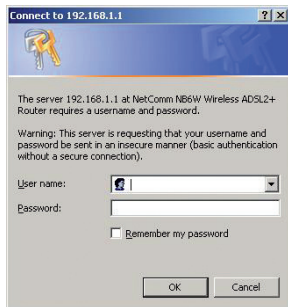 Connect to 192.168.1.1
The server 192.168.1.1 at NetComm NB6W Wireless ADSL2+
Router requires a username and password.
Warning: This server is requesting that your username and
password be sent in an insecure manner (basic authentication
without a secure connection).
User name:
Password:
Remember my password
OK Cancel